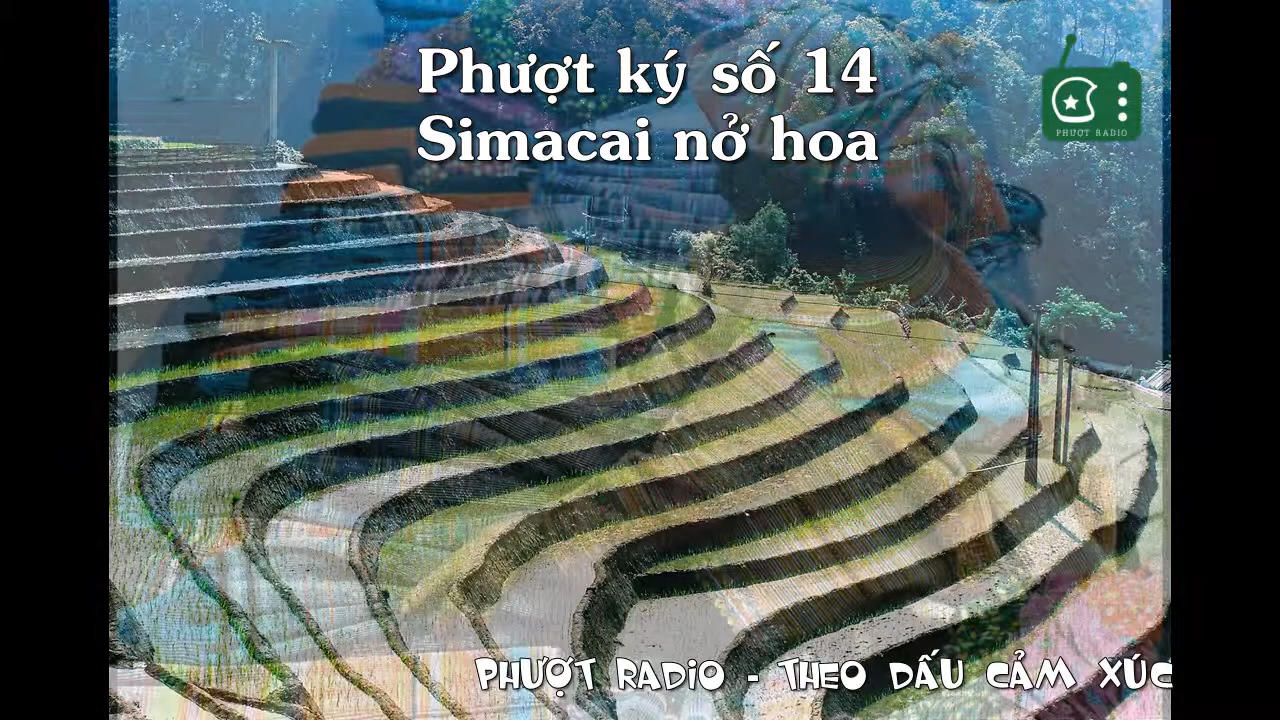 Phượt ký số 14
Simacai nở hoa
PHƯỢT RADIO
PHƯỢT RADIO - THEO DẤU CẢM XÚC